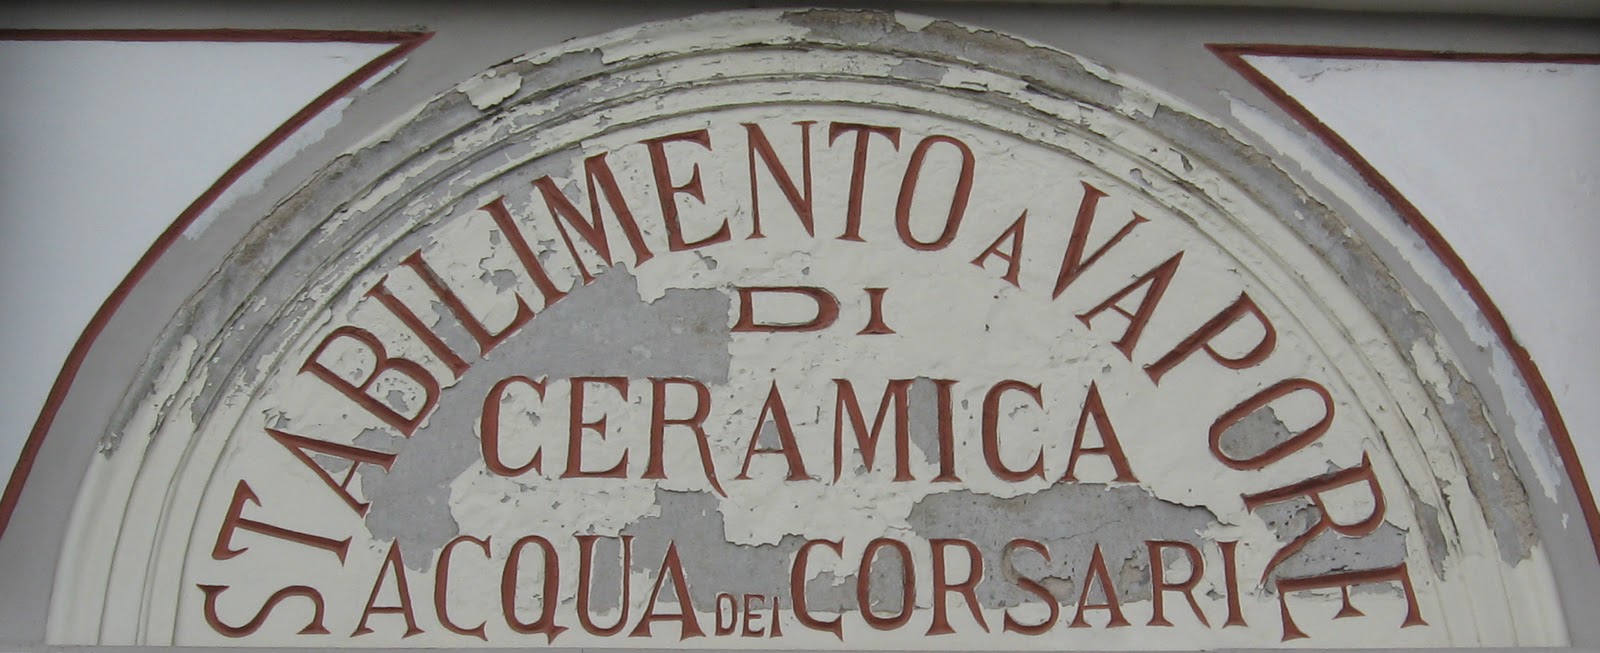 STABILIMENTO A VAPORE
DI
CERAMICA
ACQUA DEI CORSARI